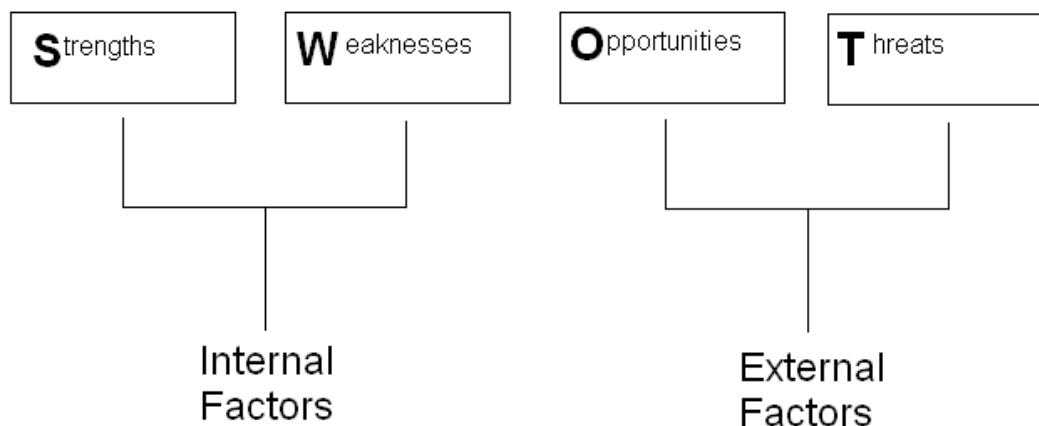 Strengths Weaknesses Opportunities Threats
Internal
Factors
External
Factors